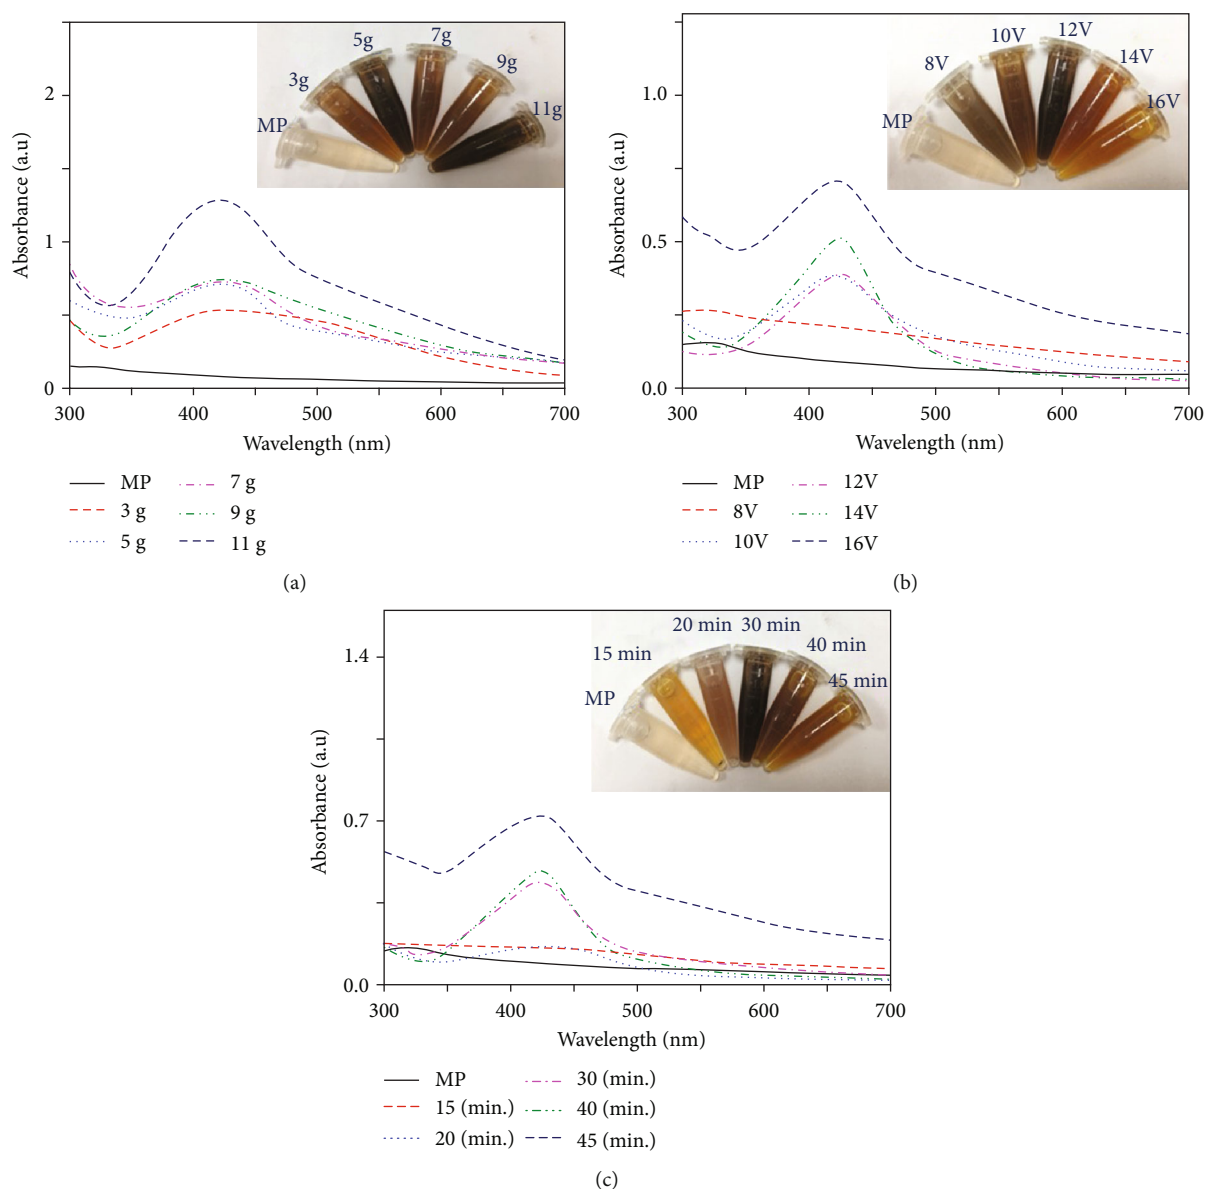 2
1
0
Absorbance (a.u)
MP
3g
5g
7g
9g
11g
300
400
500
600
700
Wavelength (nm)
MP
3 g
5 g
7 g
9 g
11 g
(a)
1.0
0.5
0.0
Absorbance (a.u)
MP
8V
10V
12V
14V
16V
300
400
500
600
700
Wavelength (nm)
MP
8V
10V
12V
14V
16V
(b)
1.4
0.7
0.0
Absorbance (a.u)
MP
15 min
20 min
30 min
40 min
45 min
300
400
500
600
700
Wavelength (nm)
MP
15 (min.)
20 (min.)
30 (min.)
40 (min.)
45 (min.)
(c)